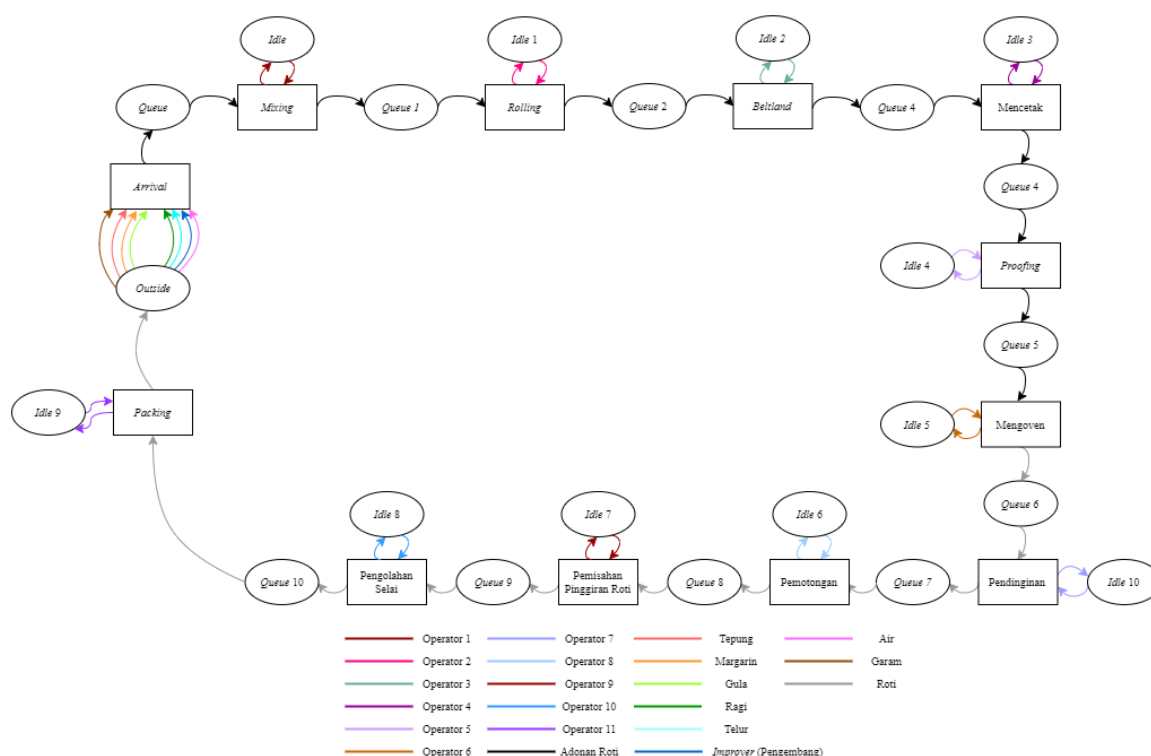 Idle
Idle 1
Idle 2
Idle 3
Queue
Mixing
Queue 1
Rolling
Queue 2
Beltland
Queue 4
Mencetak
Arrival
Queue 4
Outside
Idle 4
Proofing
Queue 5
Idle 9
Packing
Idle 5
Mengoven
Queue 6
Idle 8
Idle 7
Idle 6
Queue 10
Pengolahan
Selai
Queue 9
Pemisahan
Pinggiran Roti
Queue 8
Pemotongan
Queue 7
Pendinginan
Idle 10
Operator 1
Operator 7
Tepung
Air
Operator 2
Operator 8
Margarin
Garam
Operator 3
Operator 9
Gula
Roti
Operator 4
Operator 10
Ragi
Operator 5
Operator 11
Telur
Operator 6
Adonan Roti
Improver (Pengembang)